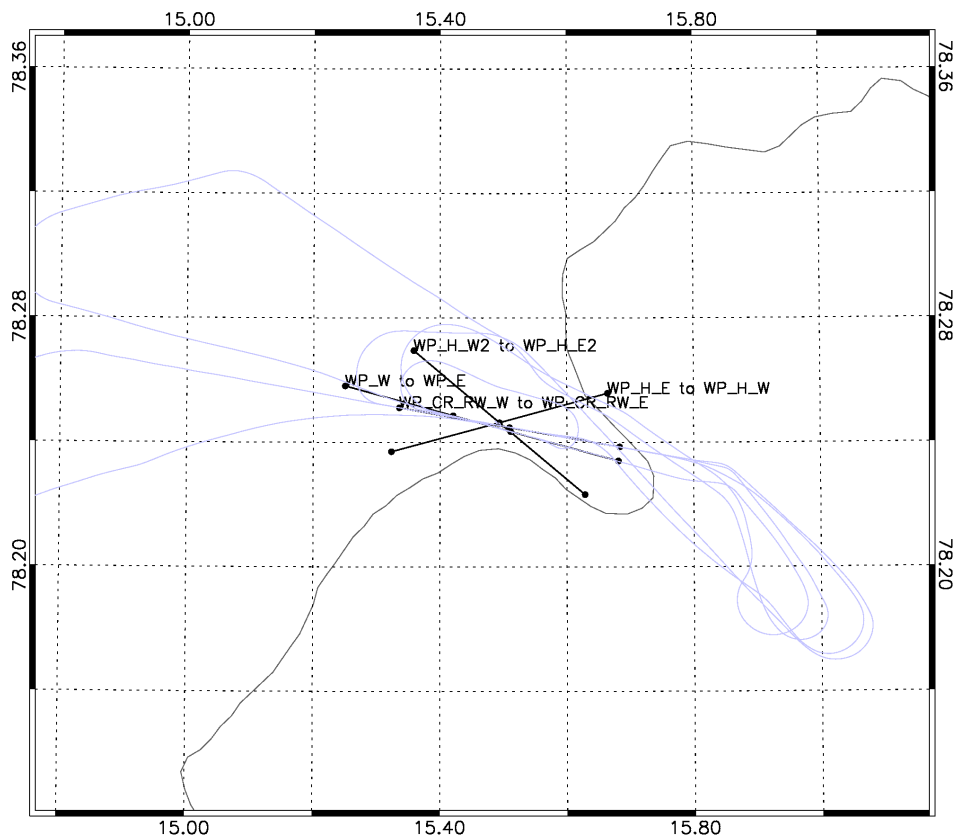 15.00 15.40 15.80
78.36 78.36
78.28 78.28
WP_H_W2 to WP_H_E2
WP_W to WP_E
WP_H_E to WP_H_W
WP_CR_RW_W to WP_CR_RW_E
78.20 78.20
15.00 15.40 15.80